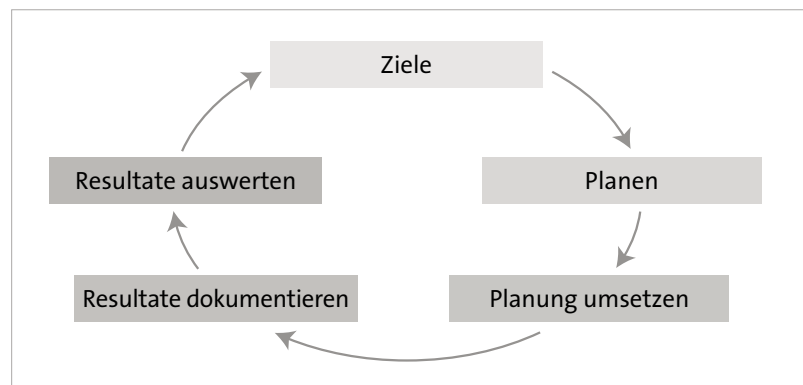 Ziele
Planen
Planung umsetzen
Resultate dokumentieren
Resultate auswerten